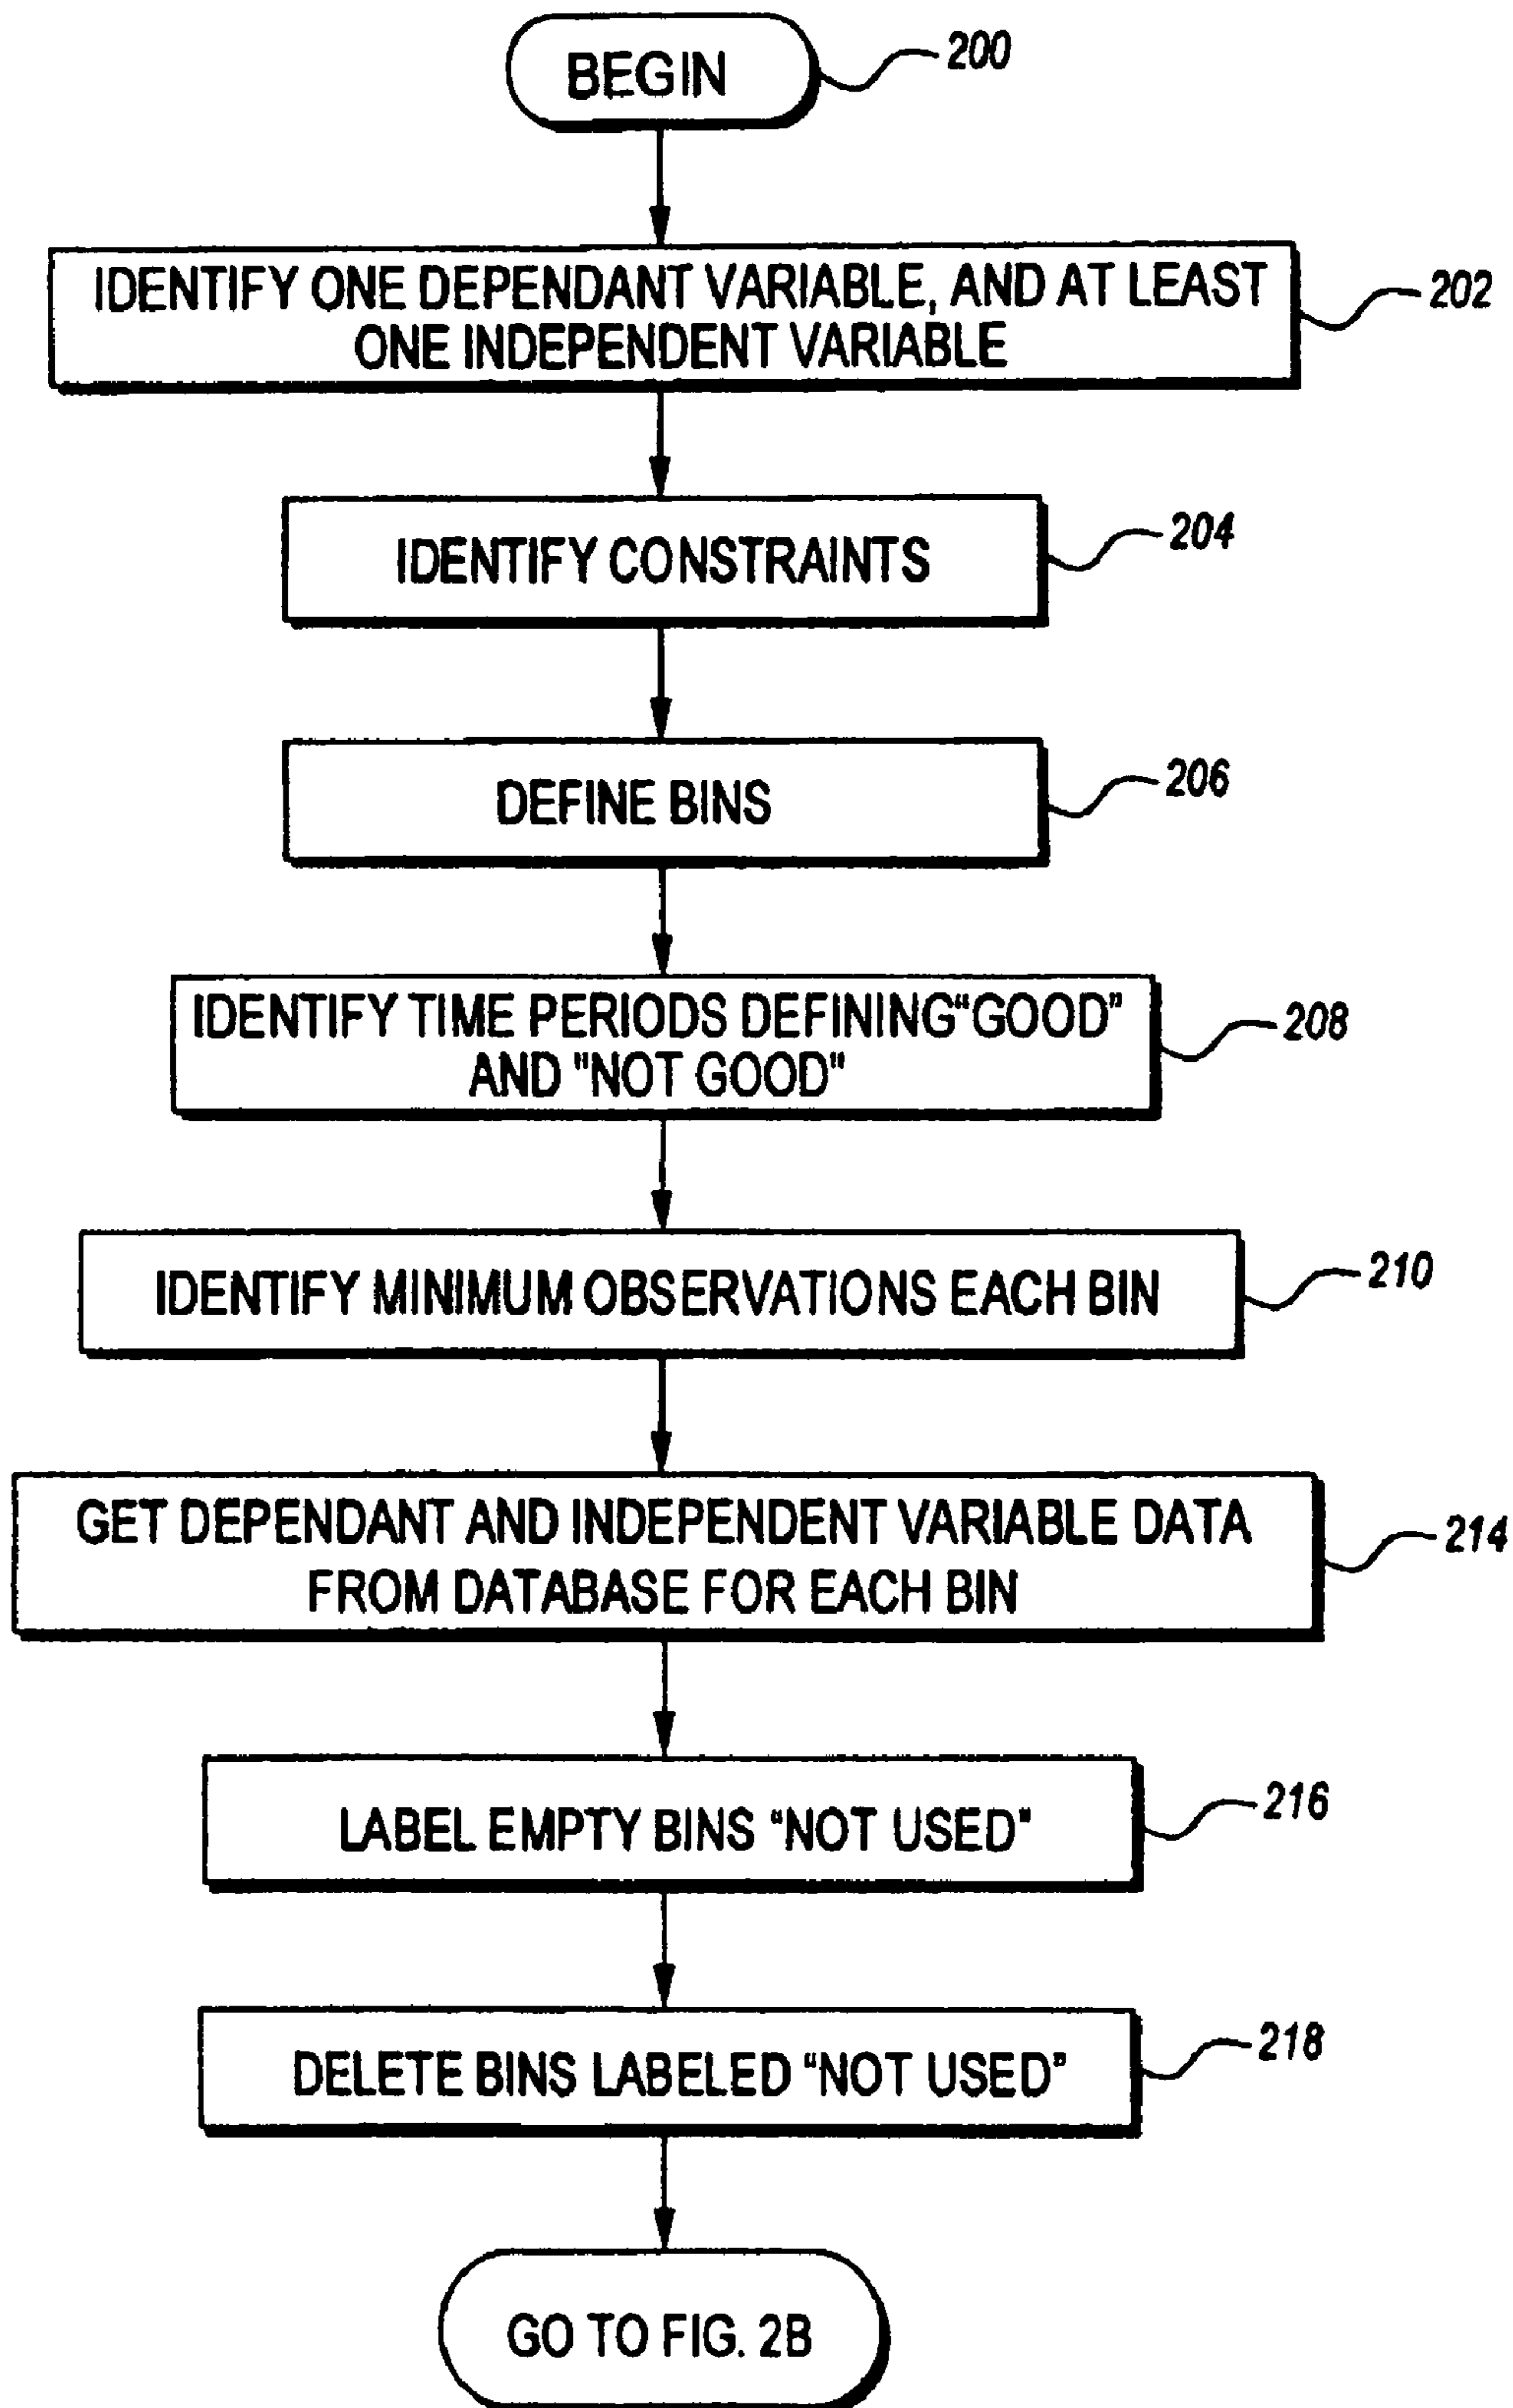 BEGIN
200
IDENTIFY ONE DEPENDANT VARIABLE, AND AT LEAST
ONE INDEPENDENT VARIABLE
202
IDENTIFY CONSTRAINTS
204
DEFINE BINS
206
IDENTIFY TIME PERIODS DEFINING“GOOD”
AND "NOT GOOD"
208
IDENTIFY MINIMUM OBSERVATIONS EACH BIN
210
GET DEPENDANT AND INDEPENDENT VARIABLE DATA
FROM DATABASE FOR EACH BIN
214
LABEL EMPTY BINS “NOT USED”
216
DELETE BINS LABELED “NOT USED”
218
GO TO FIG. 2B